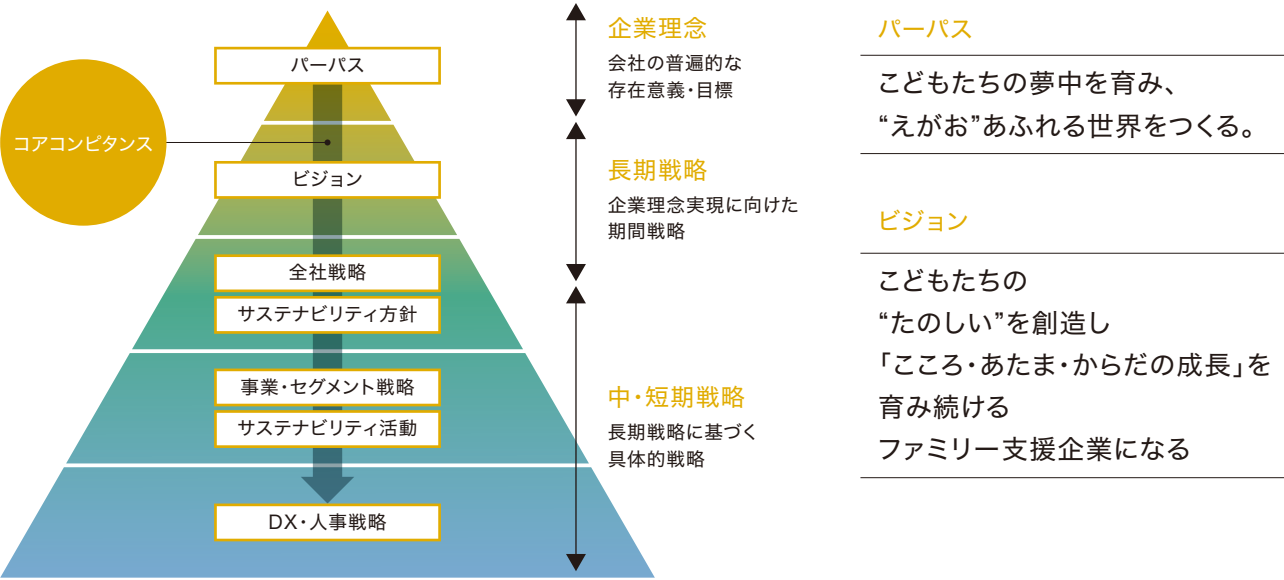 コアコンピタンス
パーパス
ビジョン
全社戦略
サステナビリティ方針
事業・セグメント戦略
サステナビリティ活動
DX・人事戦略
企業理念
会社の普遍的な
存在意義・目標
長期戦略
企業理念実現に向けた
期間戦略
中・短期戦略
長期戦略に基づく
具体的戦略
パーパス
こどもたちの夢中を育み、
“えがお”あふれる世界をつくる。
ビジョン
こどもたちの
“たのしい”を創造し
「こころ・あたま・からだの成長」を
育み続ける
ファミリー支援企業になる